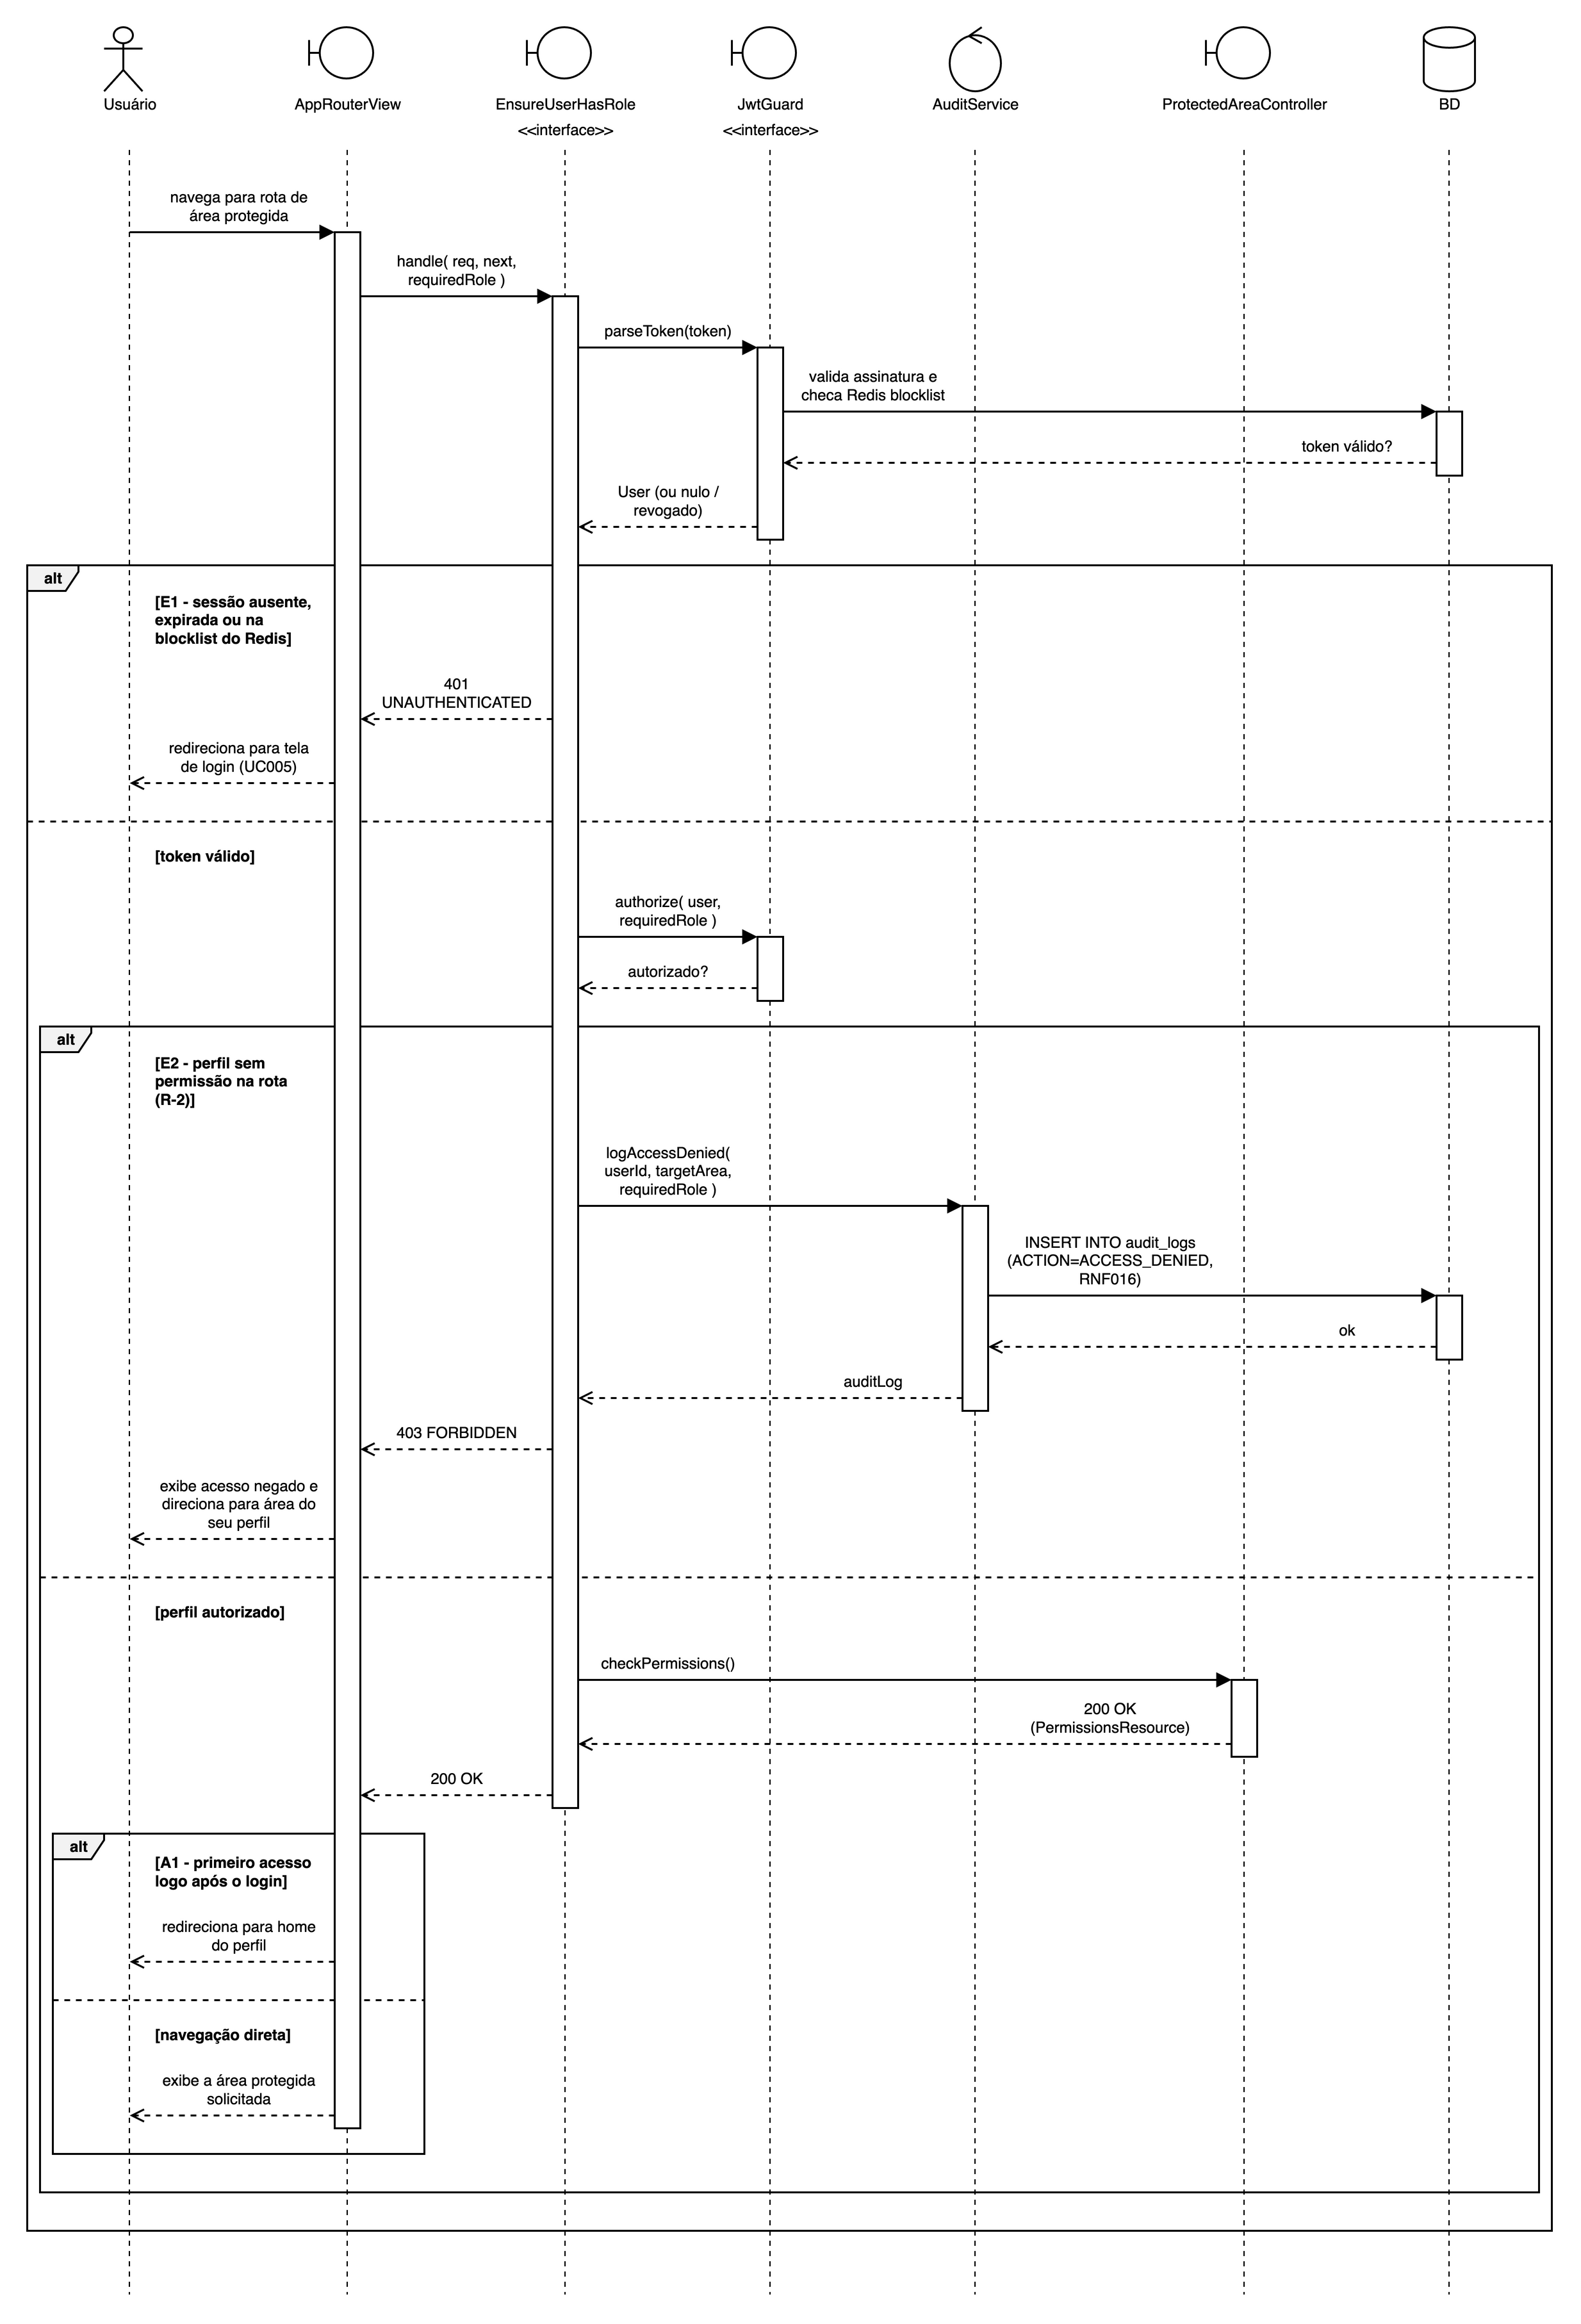 Usuário
AppRouterView
EnsureUserHasRole
<<interface>>
JwtGuard
<<interface>>
AuditService
ProtectedAreaController
BD
navega para rota de
área protegida
handle( req, next,
requiredRole )
parseToken(token)
valida assinatura e
checa Redis blocklist
token válido?
User (ou nulo /
revogado)
alt
[E1 - sessão ausente,
expirada ou na
blocklist do Redis]
401
UNAUTHENTICATED
redireciona para tela
de login (UC005)
[token válido]
authorize( user,
requiredRole )
autorizado?
alt
[E2 - perfil sem
permissão na rota
(R-2)]
logAccessDenied(
userId, targetArea,
requiredRole )
INSERT INTO audit_logs
(ACTION=ACCESS_DENIED,
RNF016)
ok
auditLog
403 FORBIDDEN
exibe acesso negado e
direciona para área do
seu perfil
[perfil autorizado]
checkPermissions()
200 OK
(PermissionsResource)
200 OK
alt
[A1 - primeiro acesso
logo após o login]
redireciona para home
do perfil
[navegação direta]
exibe a área protegida
solicitada